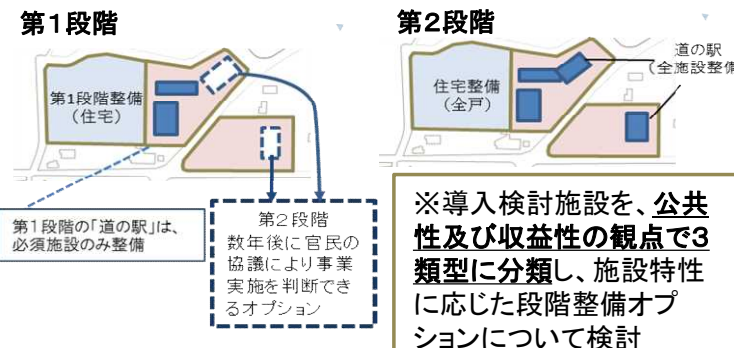 第1段階
第1段階整備
（住宅）
第1段階の「道の駅」は、
必須施設のみ整備
第2段階
数年後に官民の
協議により事業
実施を判断でき
るオプション
第2段階
道の駅
（全施設整備
住宅整備
（全戸）
※導入検討施設を、公共
性及び収益性の観点で3
類型に分類し、施設特性
に応じた段階整備オプ
ションについて検討